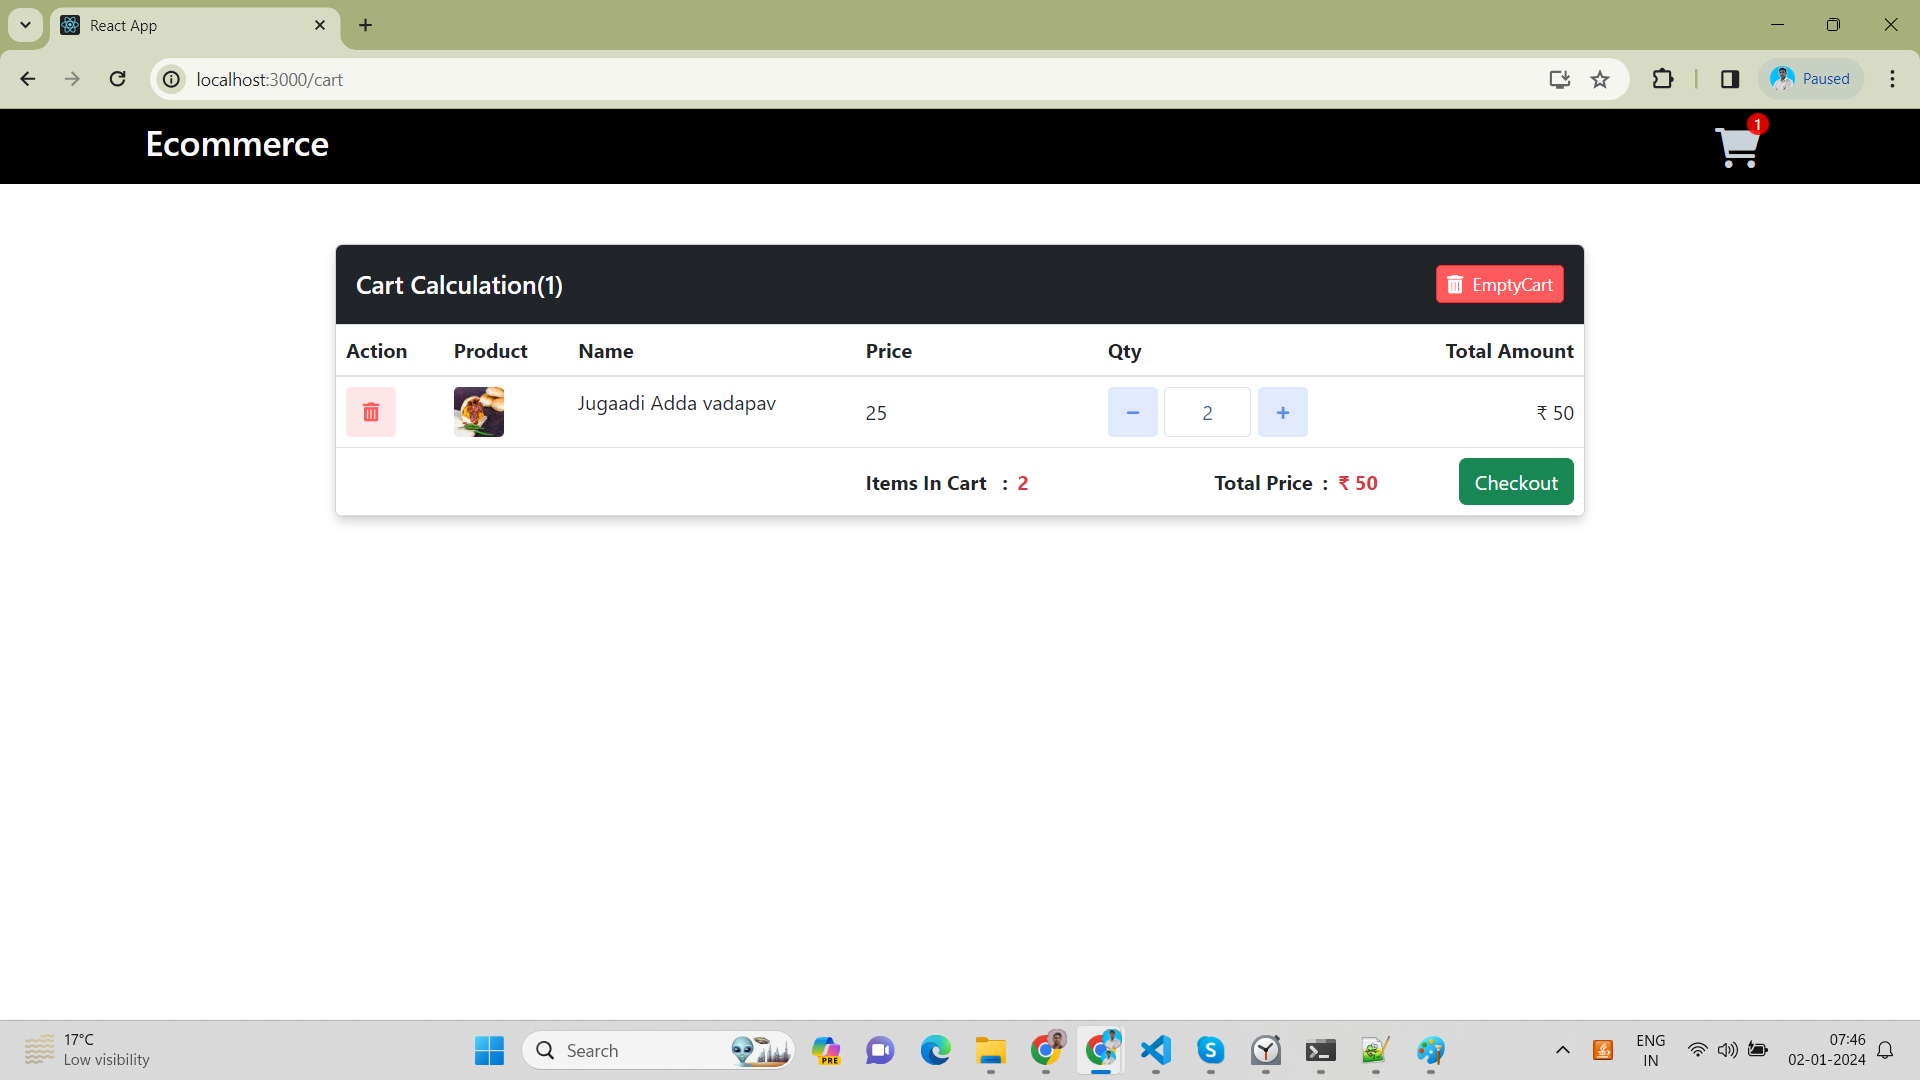 React App
localhost:3000/cart
Paused
Ecommerce
1
Cart Calculation(1)
EmptyCart
Action Product Name Price Qty Total Amount
Jugaadi Adda vadapav 25 − 2 + ₹ 50
Items In Cart : 2 Total Price : ₹ 50 Checkout
17°C
Low visibility
Search
PRE
ENG
IN
07:46
02-01-2024